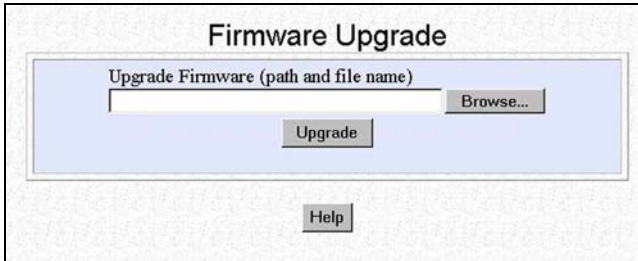 Firmware Upgrade
Upgrade Firmware (path and file name)
Browse...
Upgrade
Help